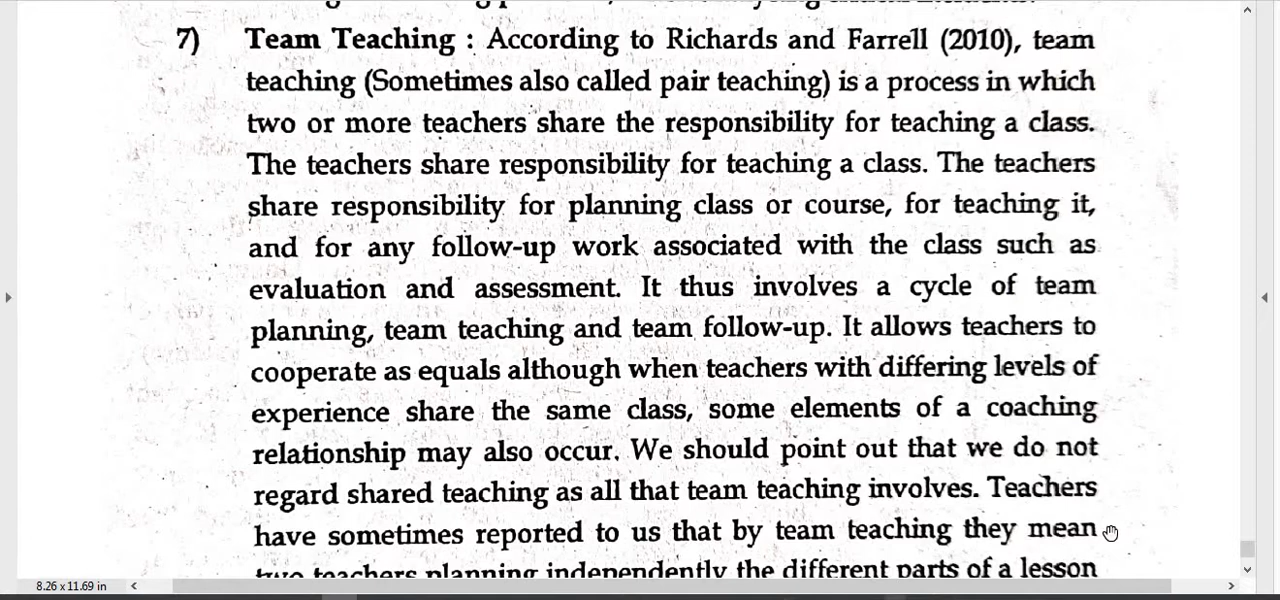 7) Team Teaching : According to Richards and Farrell (2010), team
teaching (Sometimes also called pair teaching) is a process in which
two or more teachers share the responsibility for teaching a class.
The teachers share responsibility for teaching a class. The teachers
share responsibility for planning class or course, for teaching it,
and for any follow-up work associated with the class such as
evaluation and assessment. It thus involves a cycle of team
planning, team teaching and team follow-up. It allows teachers to
cooperate as equals although when teachers with differing levels of
experience share the same class, some elements of a coaching
relationship may also occur. We should point out that we do not
regard shared teaching as all that team teaching involves. Teachers
have sometimes reported to us that by team teaching they mean
two teachers planning independently the different parts of a lesson
8.26 x 11.69 in